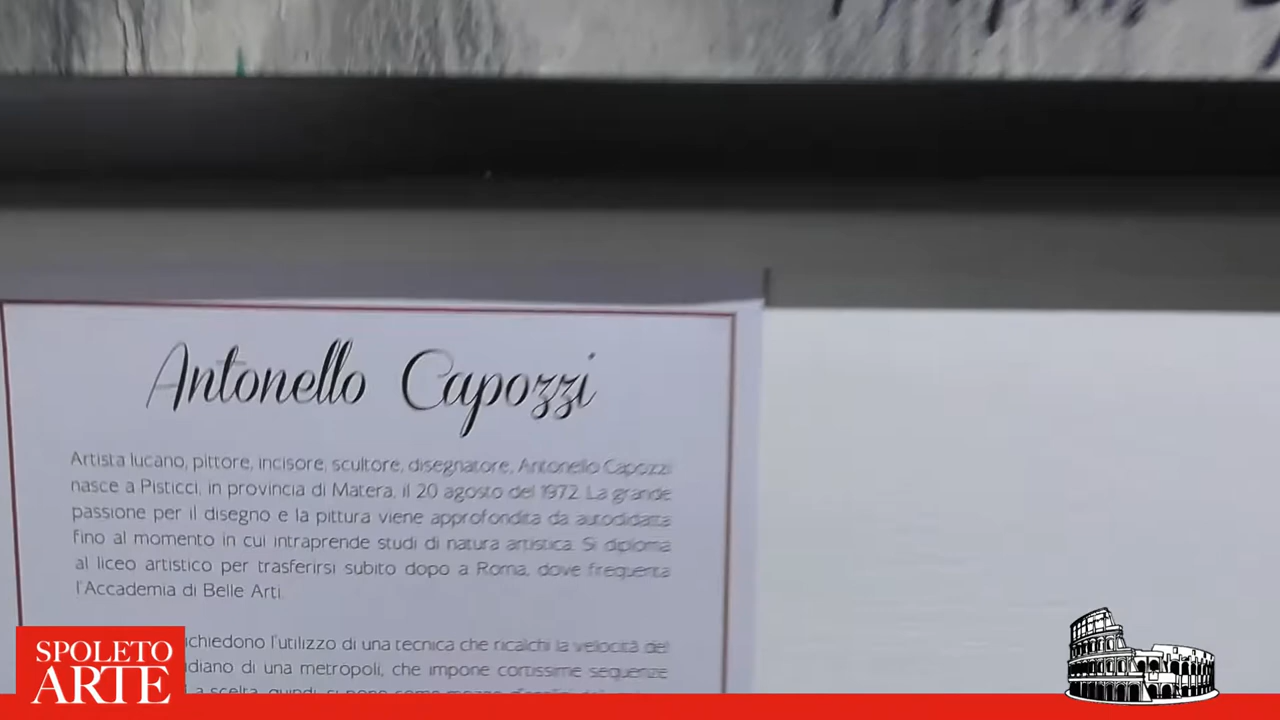 Antonello Capozzi
Artista lucano, pittore, incisore, scultore, disegnatore, Antonello Capozzi
nasce a Pisticci, in provincia di Matera, il 20 agosto del 1972. La grande
passione per il disegno e la pittura viene approfondita da autodidatta
fino al momento in cui intraprende studi di natura artistica. Si diploma
al liceo artistico per trasferirsi subito dopo a Roma, dove frequenta
l'Accademia di Belle Arti.
l'utilizzo di una tecnica che ricalchi la velocità del
di una metropoli, che impone cortissime sequenze
SPOLETO
ARTE